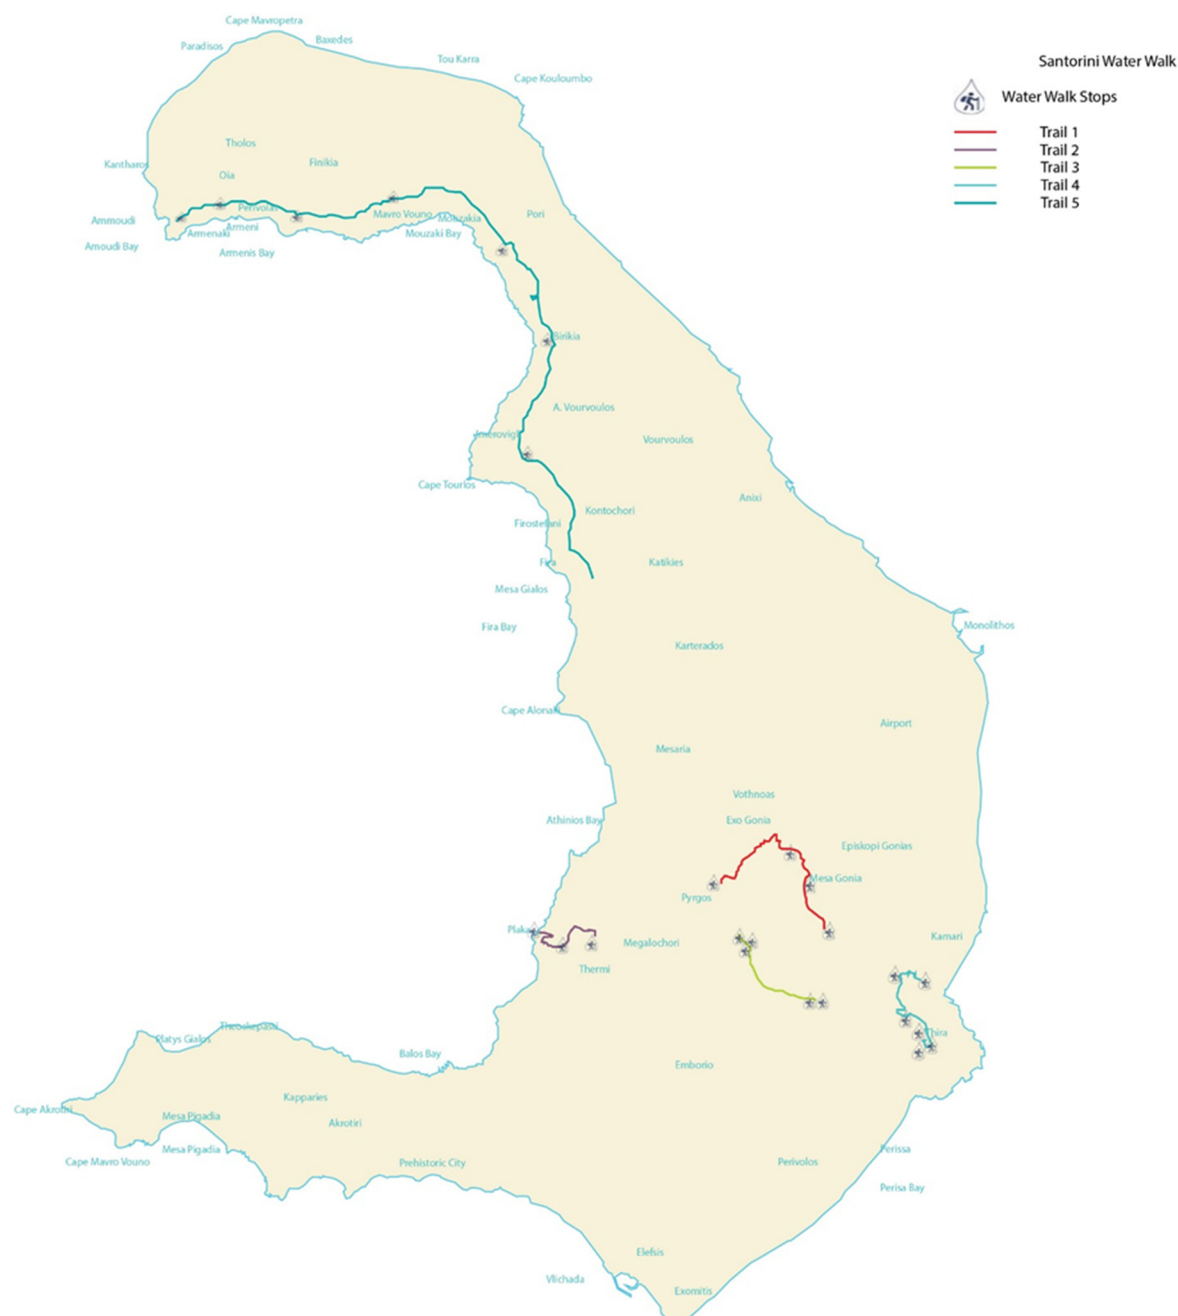 Cape Mavropetra
Baxedes
Paradisos
Tou Karra
Cape Kouloumbo
Santorini Water Walk
Water Walk Stops
Trail 1
Trail 2
Trail 3
Trail 4
Trail 5
Tholos
Finikia
Kantharos
Oia
Perivolas
Mavro Vouno
Mouzakia
Pori
Ammoudi
Armeni
Armenaki
Mouzaki Bay
Amoudi Bay
Armenis Bay
Birikia
A. Vourvoulos
Imerovigli
Vourvoulos
Cape Tourlos
Anixi
Kontochori
Firostefani
Fira
Katikies
Mesa Gialos
Fira Bay
Monolithos
Karterados
Cape Alonaki
Airport
Mesaria
Vothnoas
Athinios Bay
Exo Gonia
Episkopi Gonias
Mesa Gonia
Pyrgos
Plaka
Megalochori
Kamari
Thermi
Theoskepasti
Platys Gialos
Thira
Balos Bay
Emborio
Kapparies
Cape Akrotiri
Mesa Pigadia
Akrotiri
Mesa Pigadia
Perissa
Cape Mavro Vouno
Prehistoric City
Perivolos
Perisa Bay
Elefsis
Vlichada
Exomitis